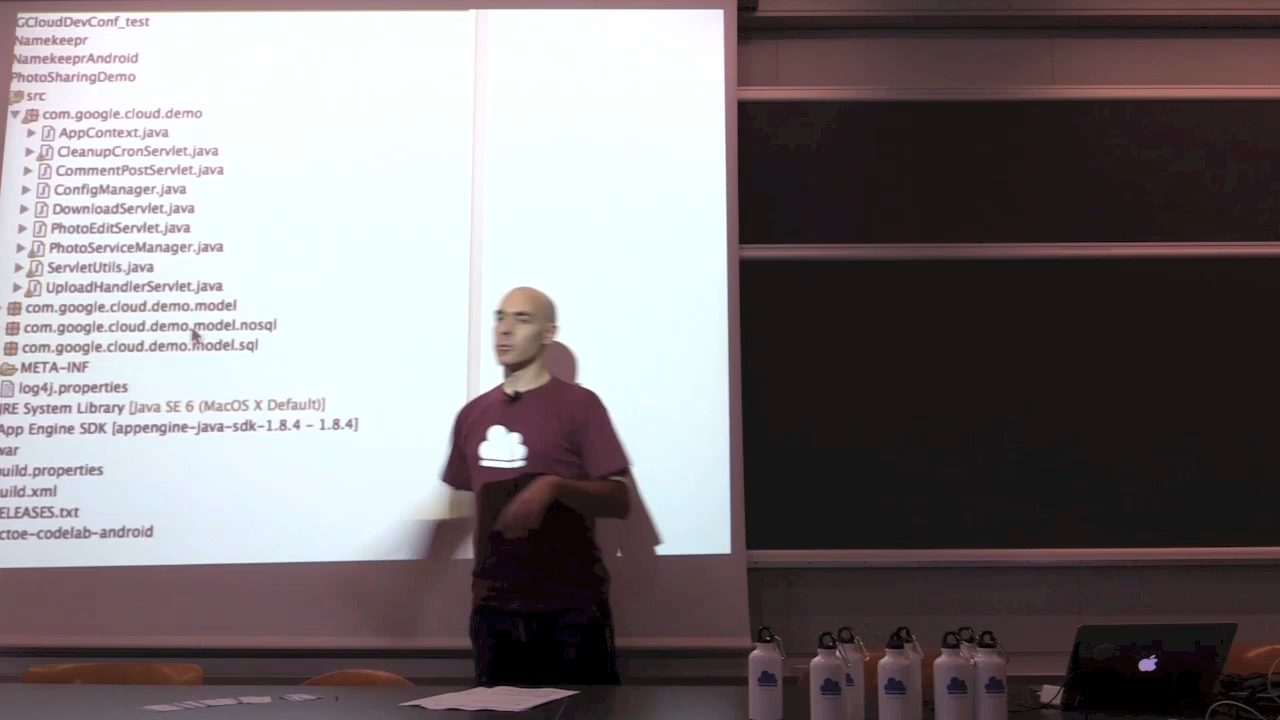 GCloudDevConf_test
Namekeepr
NamekeeprAndroid
PhotoSharingDemo
src
com.google.cloud.demo
AppContext.java
CleanupCronServlet.java
CommentPostServlet.java
ConfigManager.java
DownloadServlet.java
PhotoEditServlet.java
PhotoServiceManager.java
ServletUtils.java
UploadHandlerServlet.java
com.google.cloud.demo.model
com.google.cloud.demo.model.nosql
com.google.cloud.demo.model.sql
META-INF
log4j.properties
JRE System Library [Java SE 6 (MacOS X Default)]
App Engine SDK [appengine-java-sdk-1.8.4 - 1.8.4]
war
uild.properties
uild.xml
ELEASES.txt
ctoe-codelab-android